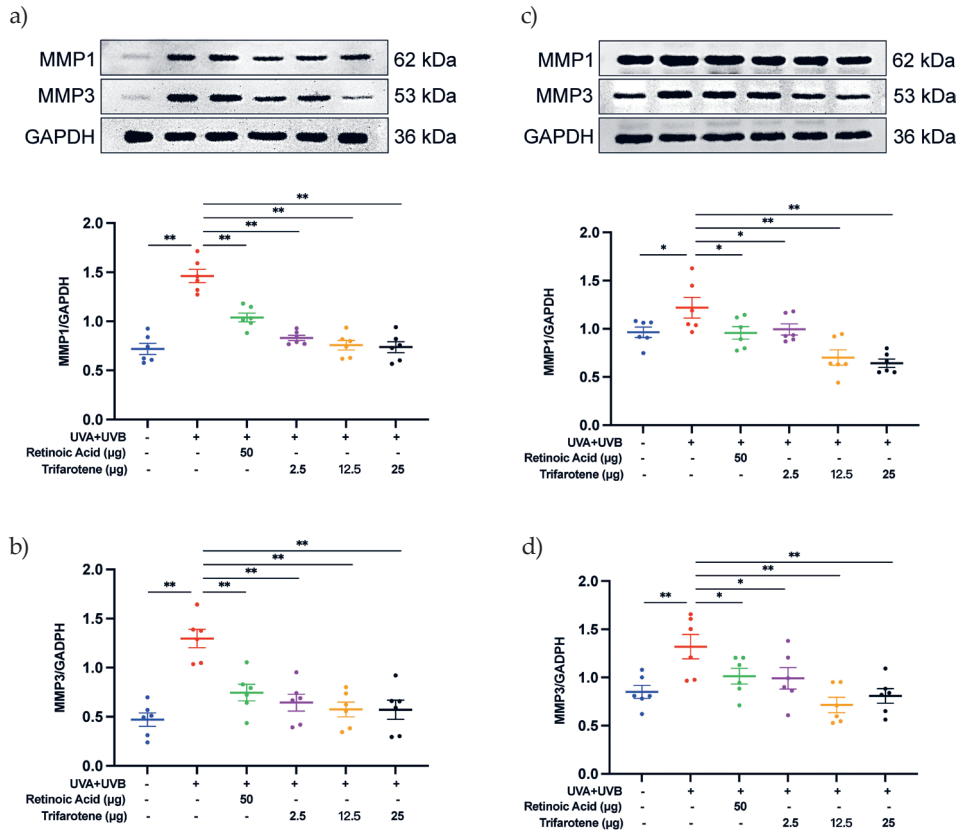 a)
MMP1 62 kDa
MMP3 53 kDa
GAPDH 36 kDa
**
**
**
** **
2.0
1.5
1.0
0.5
0.0
MMP1/GAPDH
UVA+UVB - + + + + +
Retinoic Acid (µg) - - 50 - - -
Trifarotene (µg) - - - 2.5 12.5 25
b)
**
**
**
** **
2.0
1.5
1.0
0.5
0.0
MMP3/GADPH
UVA+UVB - + + + + +
Retinoic Acid (µg) - - 50 - - -
Trifarotene (µg) - - - 2.5 12.5 25
c)
MMP1 62 kDa
MMP3 53 kDa
GAPDH 36 kDa
**
**
*
* *
2.0
1.5
1.0
0.5
0.0
MMP1/GAPDH
UVA+UVB - + + + + +
Retinoic Acid (µg) - - 50 - - -
Trifarotene (µg) - - - 2.5 12.5 25
d)
**
**
*
** *
2.0
1.5
1.0
0.5
0.0
MMP3/GADPH
UVA+UVB - + + + + +
Retinoic Acid (µg) - - 50 - - -
Trifarotene (µg) - - - 2.5 12.5 25